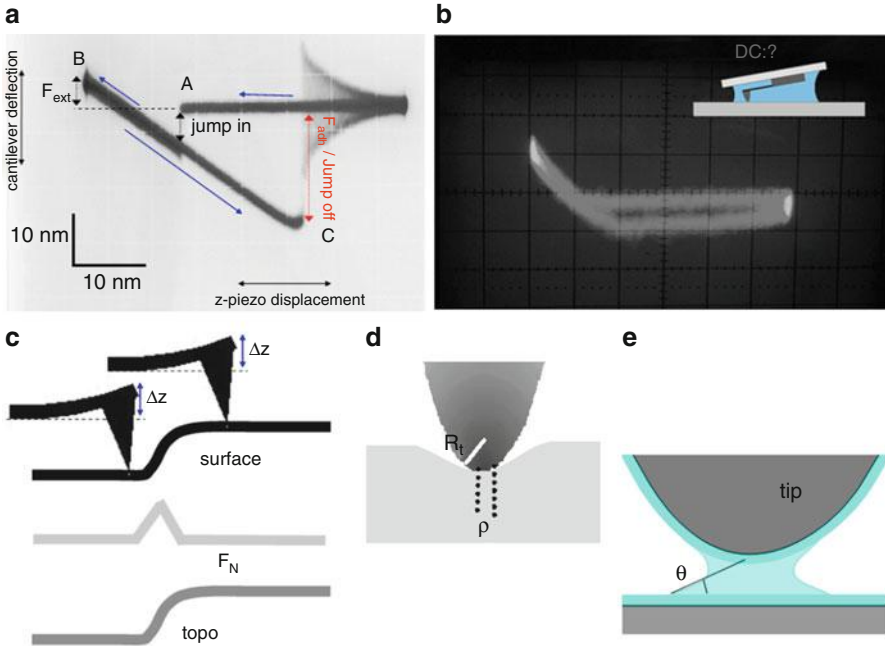 a
B
A
F_ext
jump in
cantilever deflection
F_adh / Jump off
C
10 nm
10 nm
z-piezo displacement
b
DC:?
c
Δz
Δz
surface
F_N
topo
d
R_t
ρ
e
tip
θ